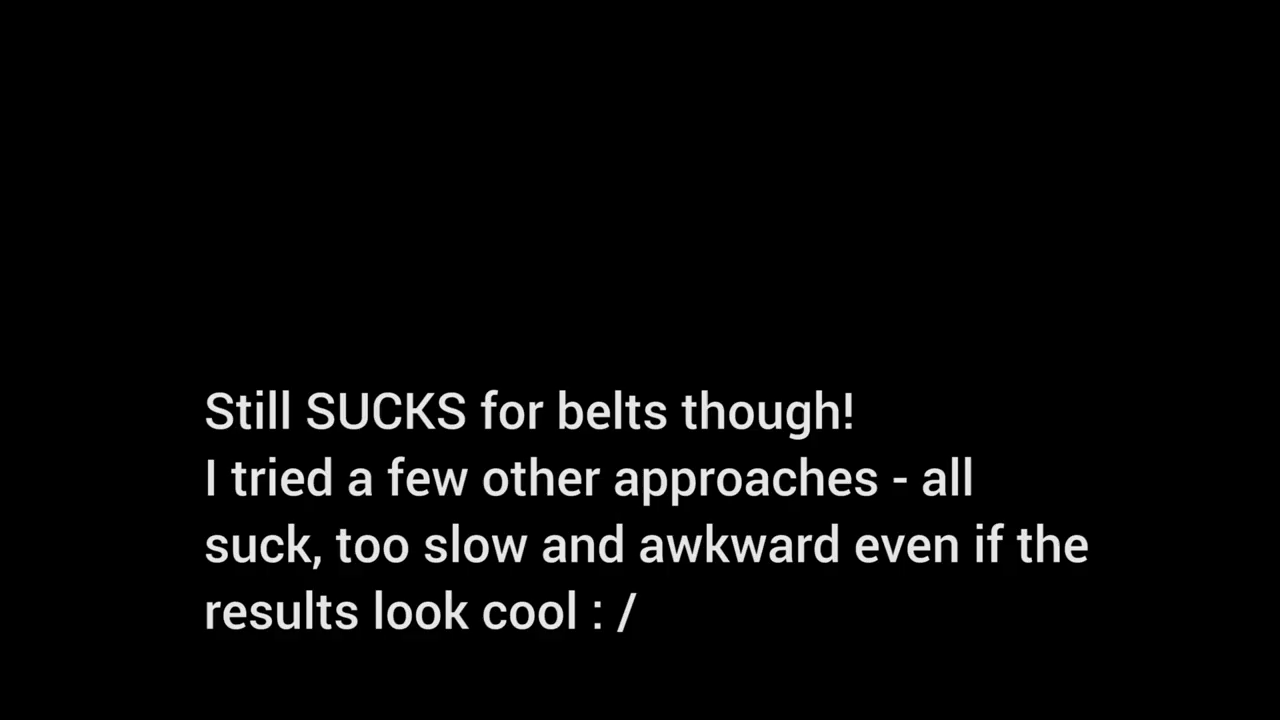 Still SUCKS for belts though!
I tried a few other approaches - all
suck, too slow and awkward even if the
results look cool : /